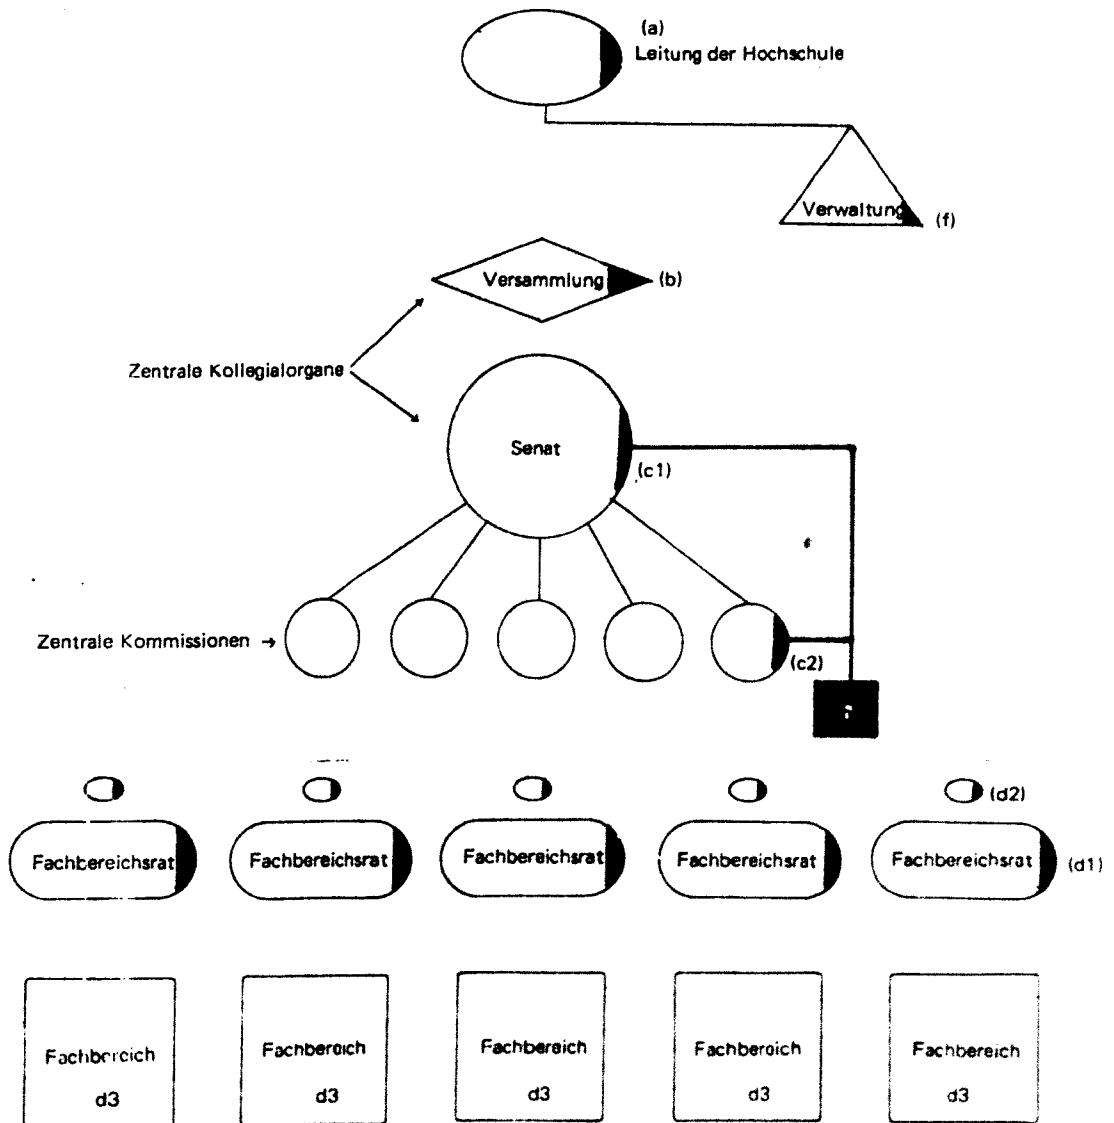 (a)
Leitung der Hochschule
Verwaltung
(f)
Versammlung
(b)
Zentrale Kollegialorgane
Senat
(c1)
Zentrale Kommissionen →
(c2)
(d2)
Fachbereichsrat Fachbereichsrat Fachbereichsrat Fachbereichsrat Fachbereichsrat
(d1)
Fachbereich Fachbereich Fachbereich Fachbereich Fachbereich
d3 d3 d3 d3 d3